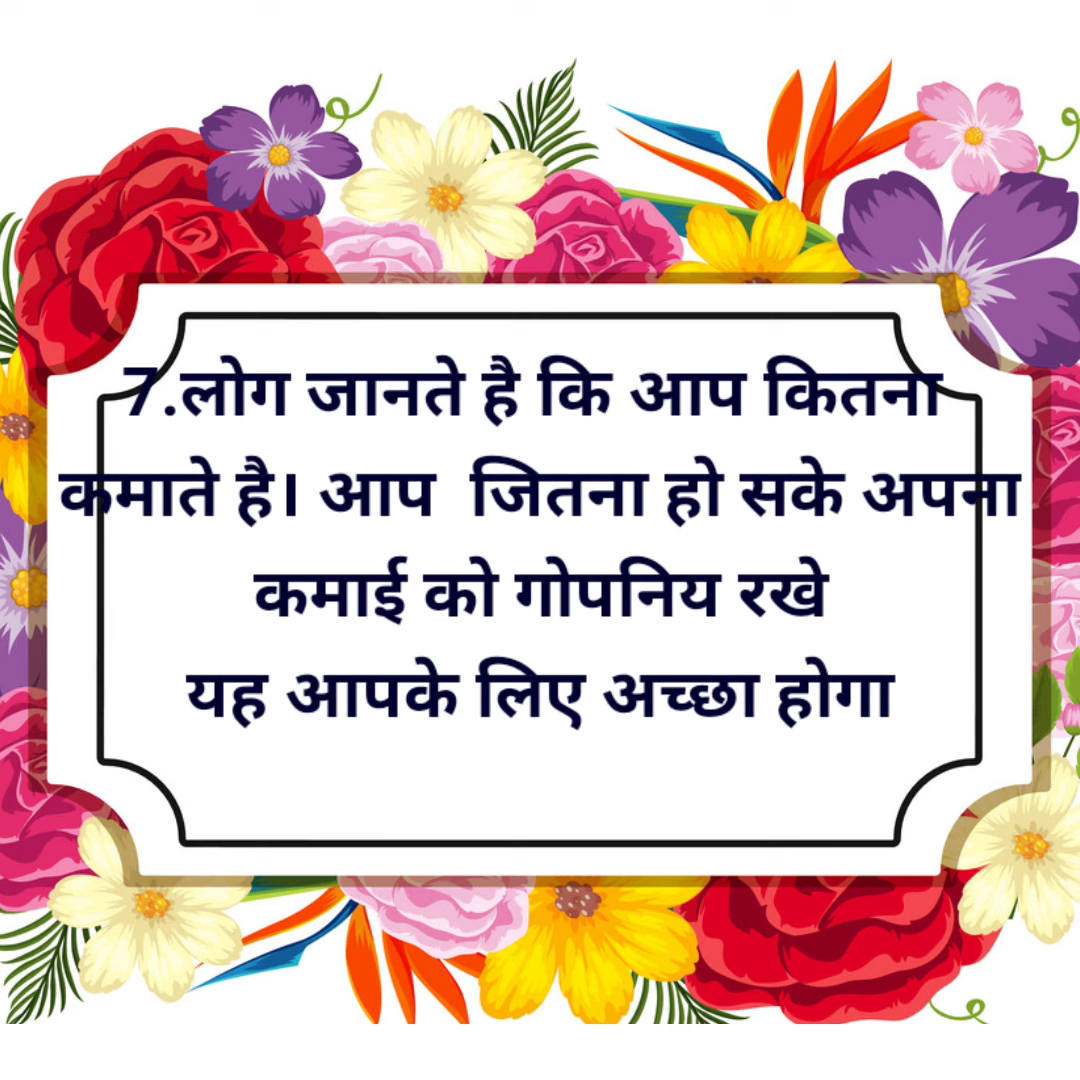 7.लोग जानते है कि आप कितना
कमाते है। आप जितना हो सके अपना
कमाई को गोपनिय रखे
यह आपके लिए अच्छा होगा